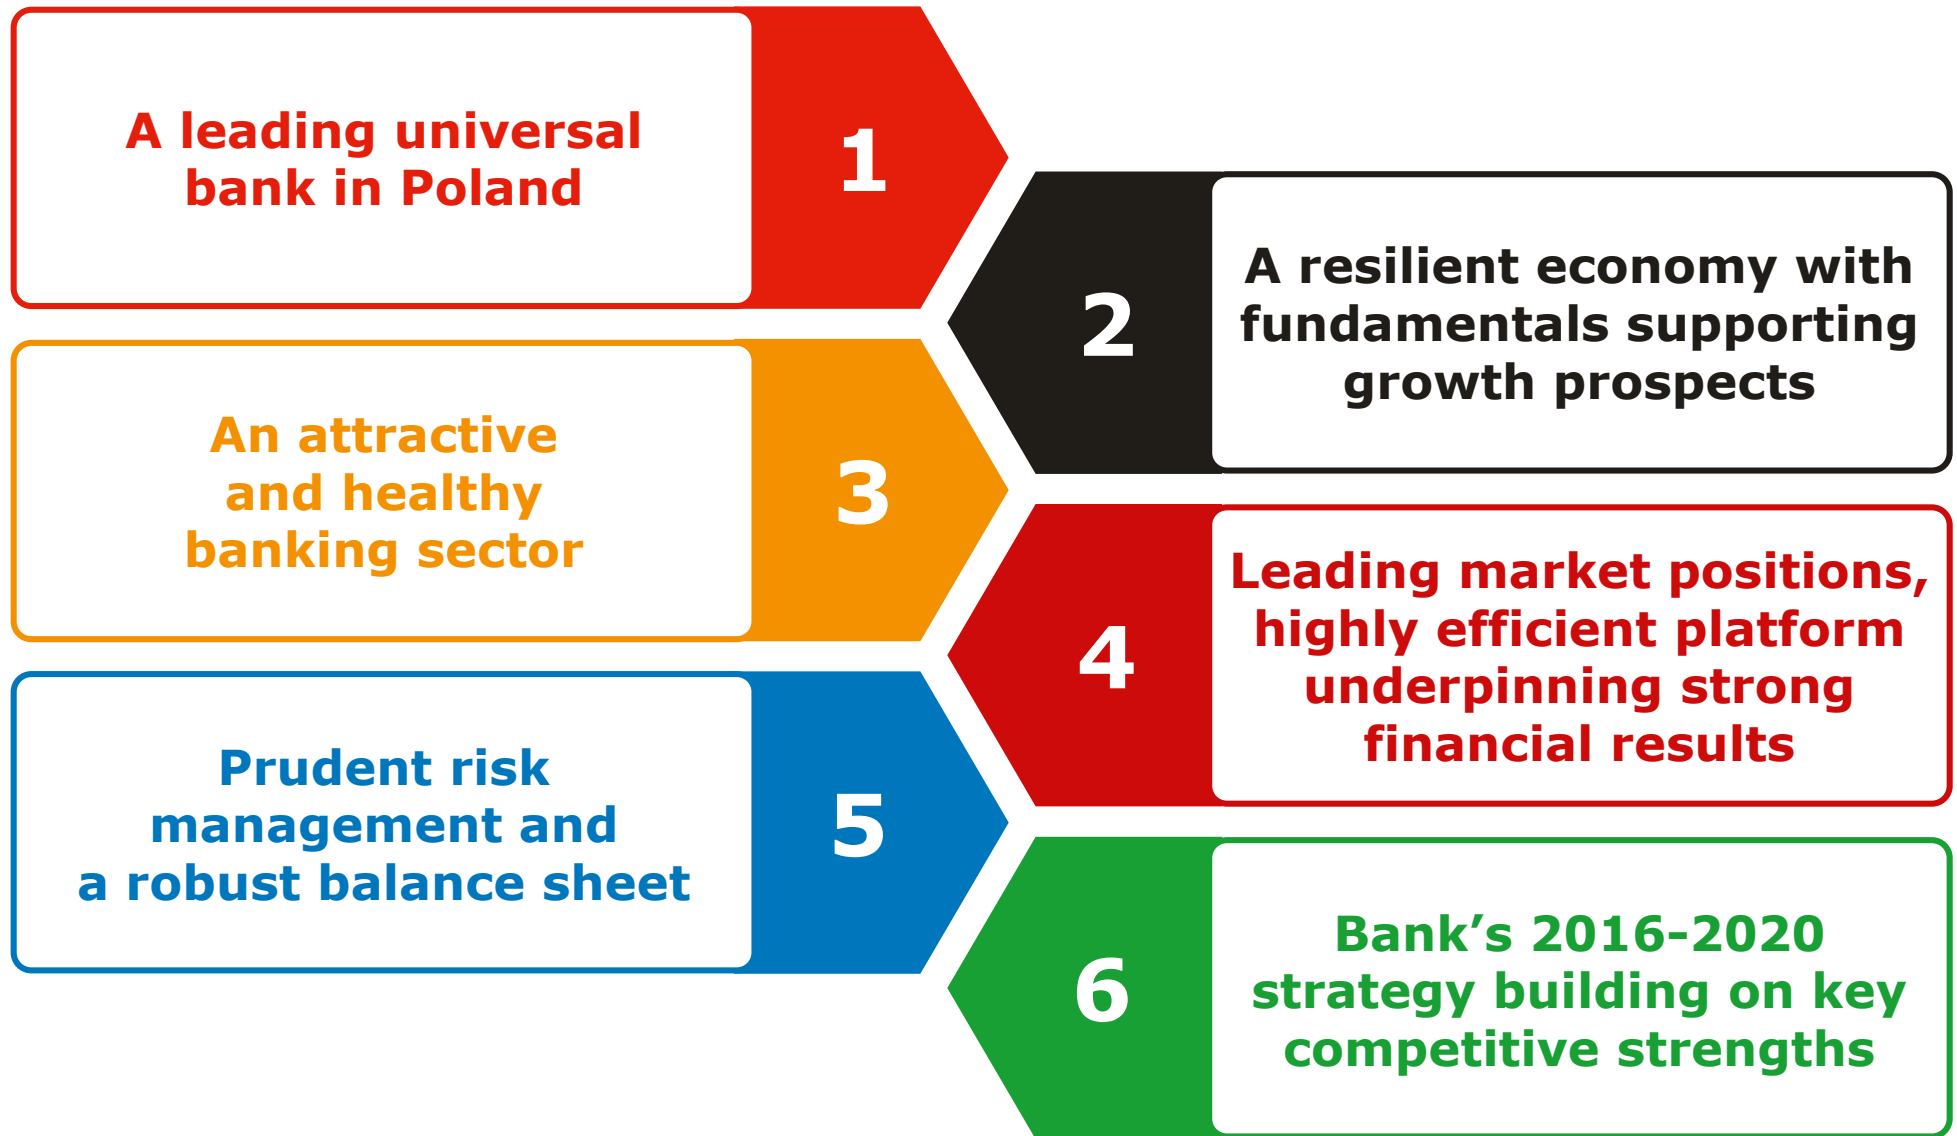 A leading universal
bank in Poland
1
2
A resilient economy with
fundamentals supporting
growth prospects
An attractive
and healthy
banking sector
3
4
Leading market positions,
highly efficient platform
underpinning strong
financial results
Prudent risk
management and
a robust balance sheet
5
6
Bank’s 2016-2020
strategy building on key
competitive strengths